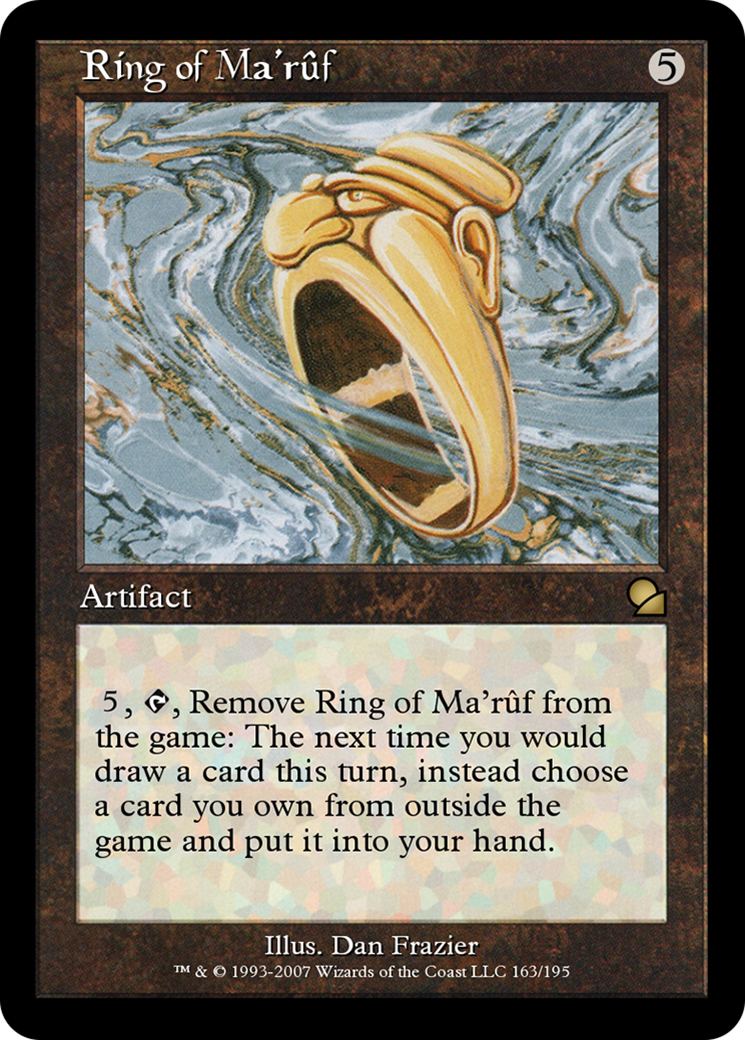 Ring of Ma’rûf
5
Artifact
5, , Remove Ring of Ma’rûf from
the game: The next time you would
draw a card this turn, instead choose
a card you own from outside the
game and put it into your hand.
Illus. Dan Frazier
™ & © 1993-2007 Wizards of the Coast LLC 163/195